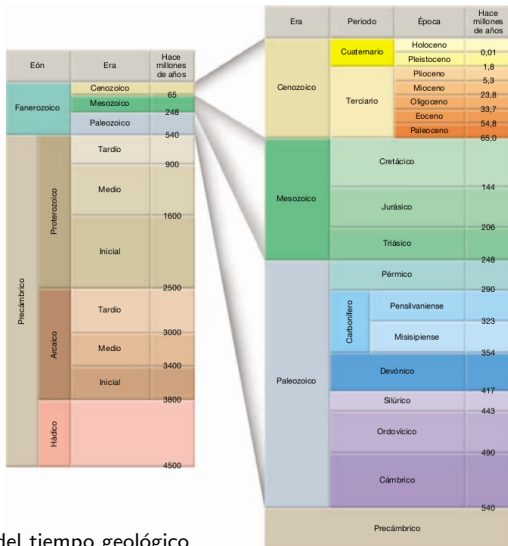 Eón Era Hace millones de años
Fanerozoico
Cenozoico
65
Mesozoico
248
Paleozoico
540
Precámbrico
Proterozoico
Tardío
900
Medio
1600
Inicial
2500
Arcaico
Tardío
3000
Medio
3400
Inicial
3800
Hádico
4500
Era Periodo Época Hace millones de años
Cenozoico
Cuaternario
Holoceno
0,01
Pleistoceno
1,8
Terciario
Plioceno
5,3
Mioceno
23,8
Oligoceno
33,7
Eoceno
54,8
Paleoceno
65,0
Mesozoico
Cretácico
144
Jurásico
206
Triásico
248
Paleozoico
Pérmico
290
Carbonífero
Pensilvaniense
323
Misisipiense
354
Devónico
417
Silúrico
443
Ordovícico
490
Cámbrico
540
Precámbrico
del tiempo geológico